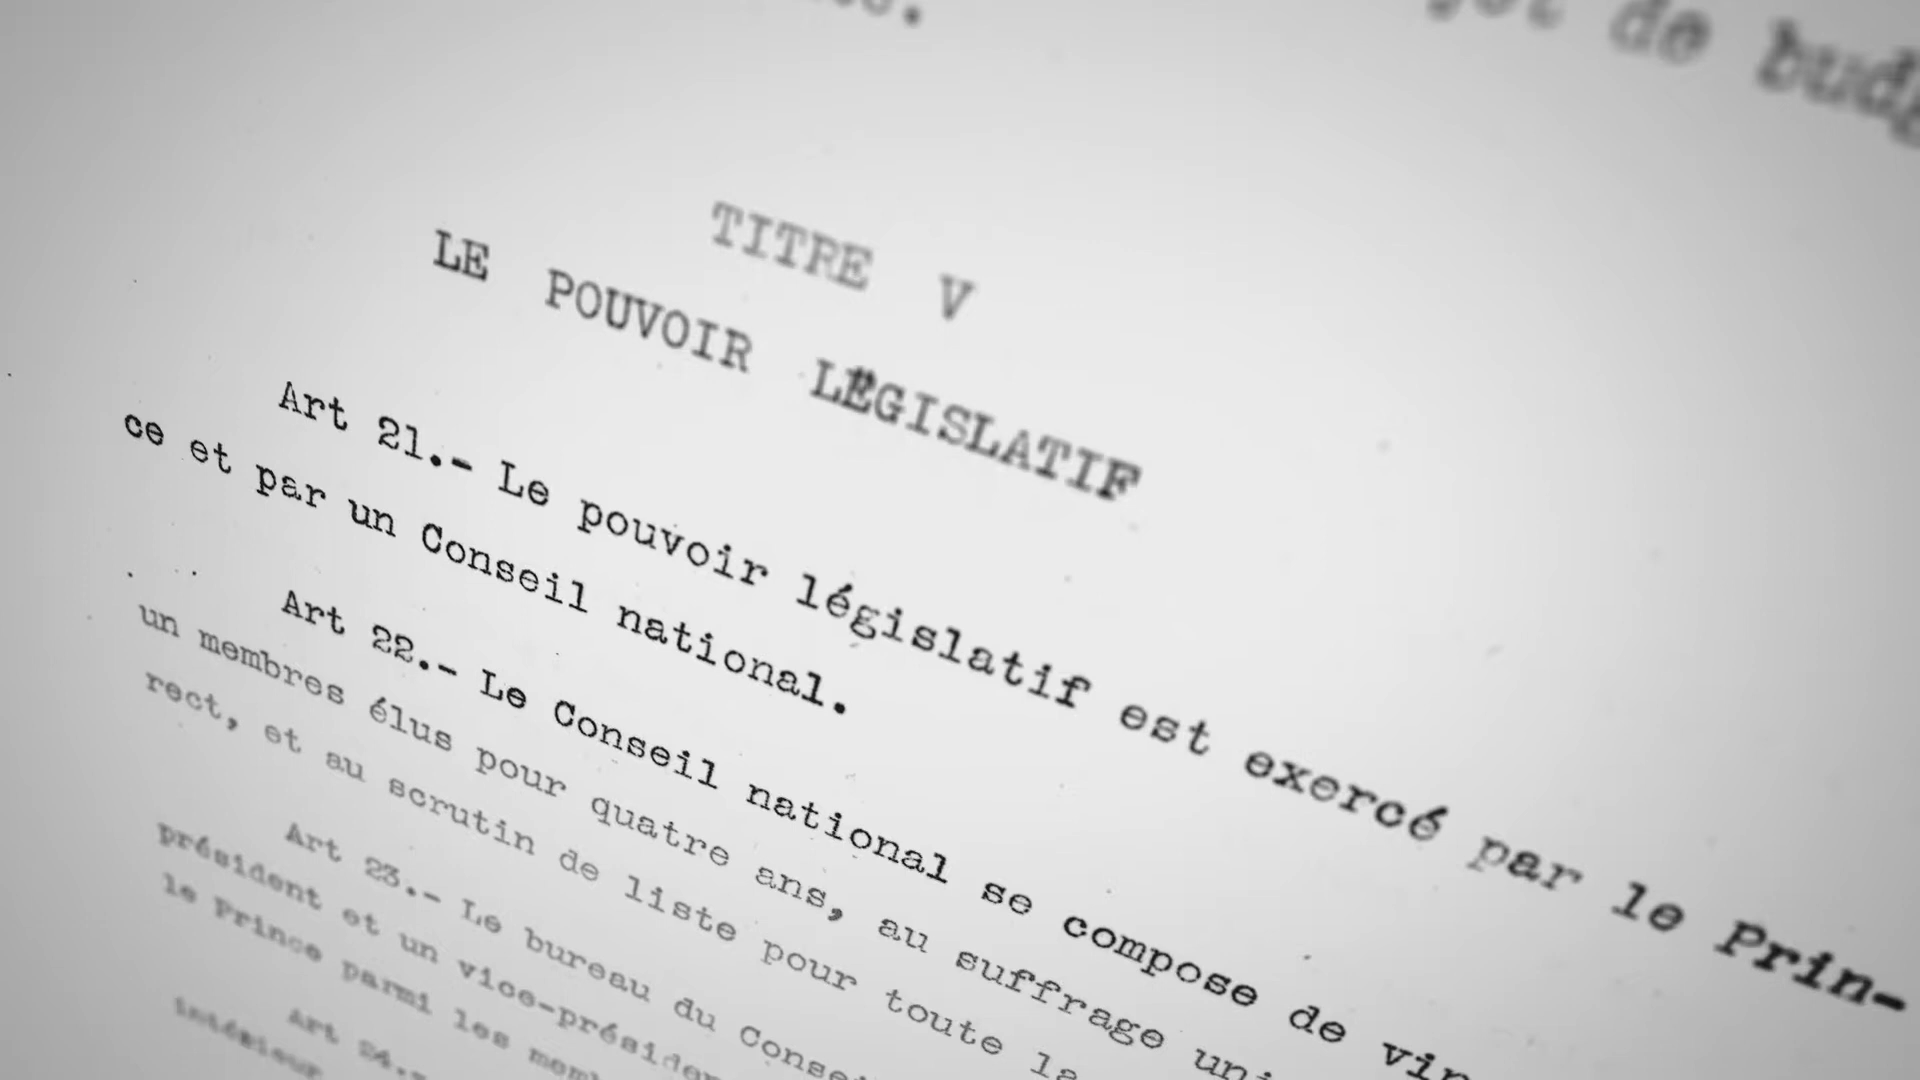 de
TITRE V
LE POUVOIR LÉGISLATIF
Art 21.- Le pouvoir législatif est exercé par le Prin-
ce et par un Conseil national.
Art 22.- Le Conseil national se compose de
un membres élus pour quatre ans, au suffrage
rect, et au scrutin de liste pour toute la
Art 23.- Le bureau du
président et un
le Prince parmi les
Art 24.-
intérieur